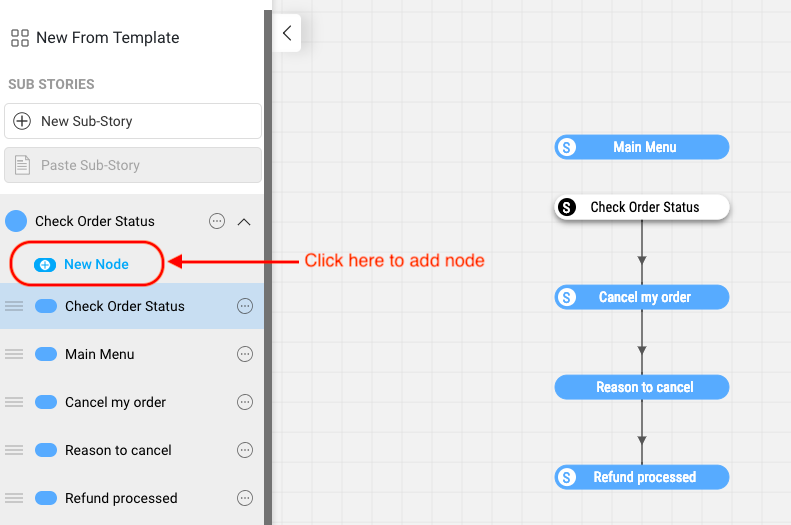 New From Template
SUB STORIES
New Sub-Story
Paste Sub-Story
Check Order Status
New Node
Click here to add node
Check Order Status
Main Menu
Cancel my order
Reason to cancel
Refund processed
S Main Menu
S Check Order Status
S Cancel my order
Reason to cancel
S Refund processed